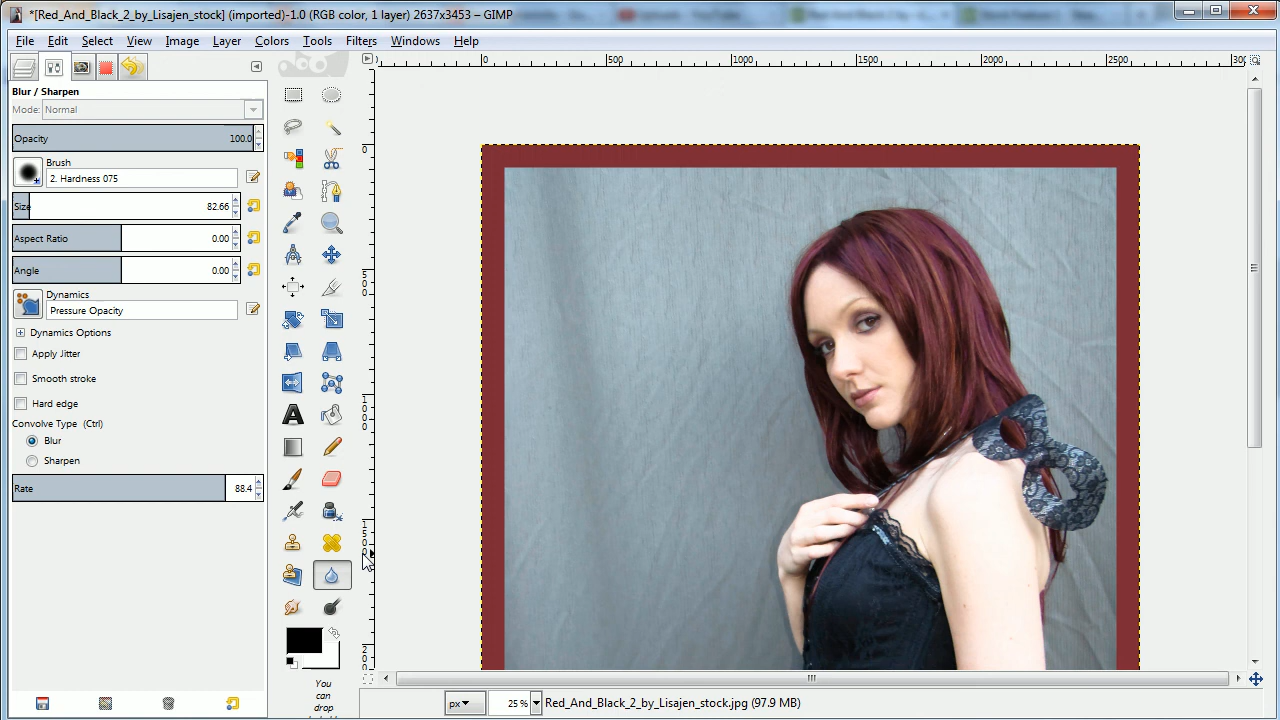 *[Red_And_Black_2_by_Lisajen_stock] (imported)-1.0 (RGB color, 1 layer) 2637x3453 – GIMP
File Edit Select View Image Layer Colors Tools Filters Windows Help
Blur / Sharpen
Mode: Normal
Opacity 100.0
Brush
2. Hardness 075
Size 82.66
Aspect Ratio 0.00
Angle 0.00
Dynamics
Pressure Opacity
Dynamics Options
Apply Jitter
Smooth stroke
Hard edge
Convolve Type (Ctrl)
Blur
Sharpen
Rate 88.4
You
can
drop
0 500 1000 1500 2000 2500
0
500
1000
px 25 % Red_And_Black_2_by_Lisajen_stock.jpg (97.9 MB)